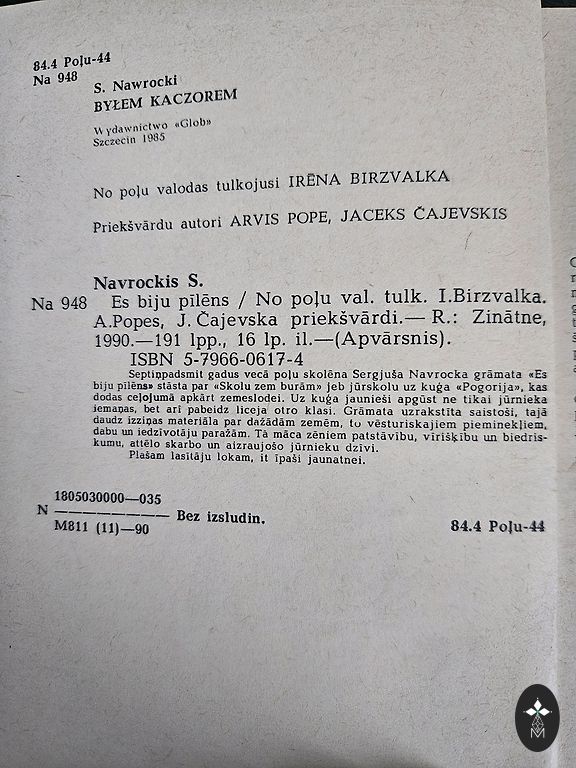 84.4 Poļu-44
Na 948
S. Nawrocki
BYŁEM KACZOREM
Wydawnictwo «Glob»
Szczecin 1985
No poļu valodas tulkojusi IRĒNA BIRZVALKA
Priekšvārdu autori ARVIS POPE, JACEKS ČAJEVSKIS
Navrockis S.
Na 948 Es biju pīlēns / No poļu val. tulk. I.Birzvalka.
A.Popes, J. Čajevska priekšvārdi.— R.: Zinātne,
1990.—191 lpp., 16 lp. il.—(Apvārsnis).
ISBN 5-7966-0617-4
Septiņpadsmit gadus vecā poļu skolēna Sergjuša Navrocka grāmata «Es
biju pīlēns» stāsta par «Skolu zem burām» jeb jūrskolu uz kuģa «Pogorija», kas
dodas ceļojumā apkārt zemeslodei. Uz kuģa jaunieši apgūst ne tikai jūrnieka
iemaņas, bet arī pabeidz liceja otro klasi. Grāmata uzrakstīta saistoši, tajā
daudz izziņas materiāla par dažādām zemēm, to vēsturiskajiem pieminekļiem,
dabu un iedzīvotāju paražām. Tā māca zēniem patstāvību, vīrišķību un biedris-
kumu, attēlo skarbo un aizraujošo jūrnieku dzīvi.
Plašam lasītāju lokam, it īpaši jaunatnei.
1805030000—035
N ——————— Bez izsludin.
M811 (11)—90
84.4 Poļu-44
M